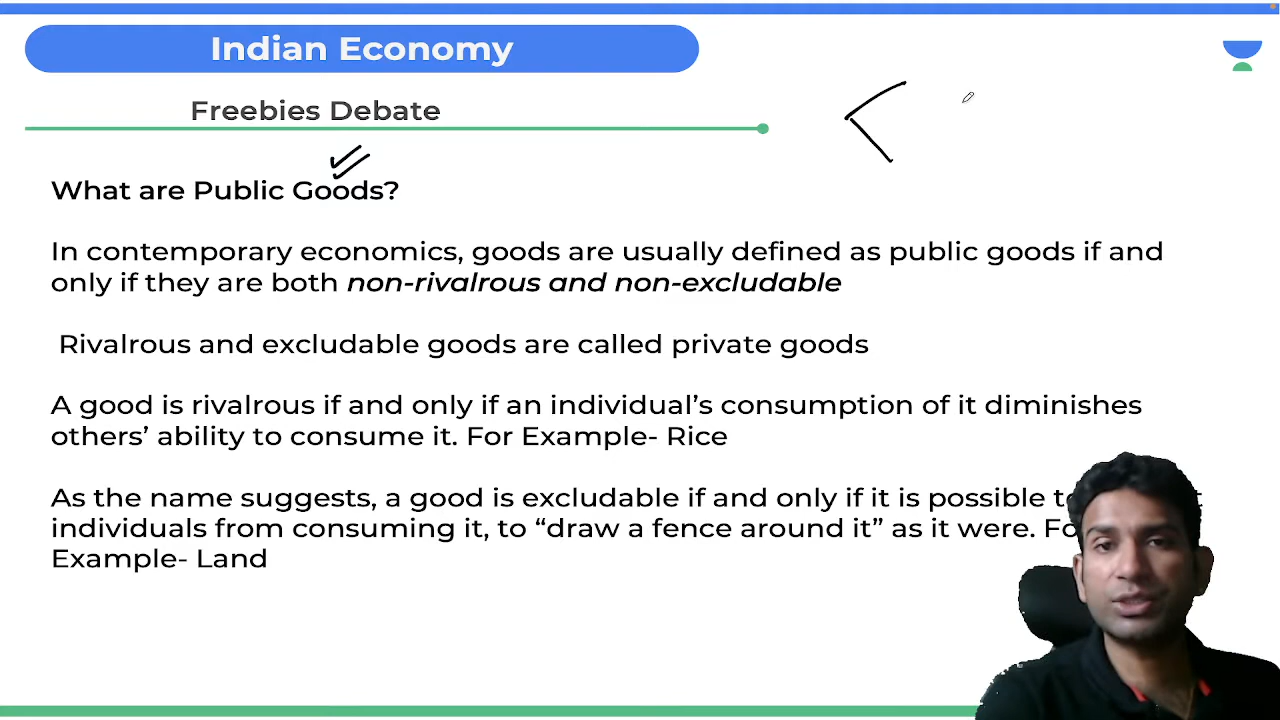 Indian Economy
Freebies Debate
What are Public Goods?
In contemporary economics, goods are usually defined as public goods if and
only if they are both non-rivalrous and non-excludable
Rivalrous and excludable goods are called private goods
A good is rivalrous if and only if an individual’s consumption of it diminishes
others’ ability to consume it. For Example- Rice
As the name suggests, a good is excludable if and only if it is possible
individuals from consuming it, to “draw a fence around it” as it were.
Example- Land